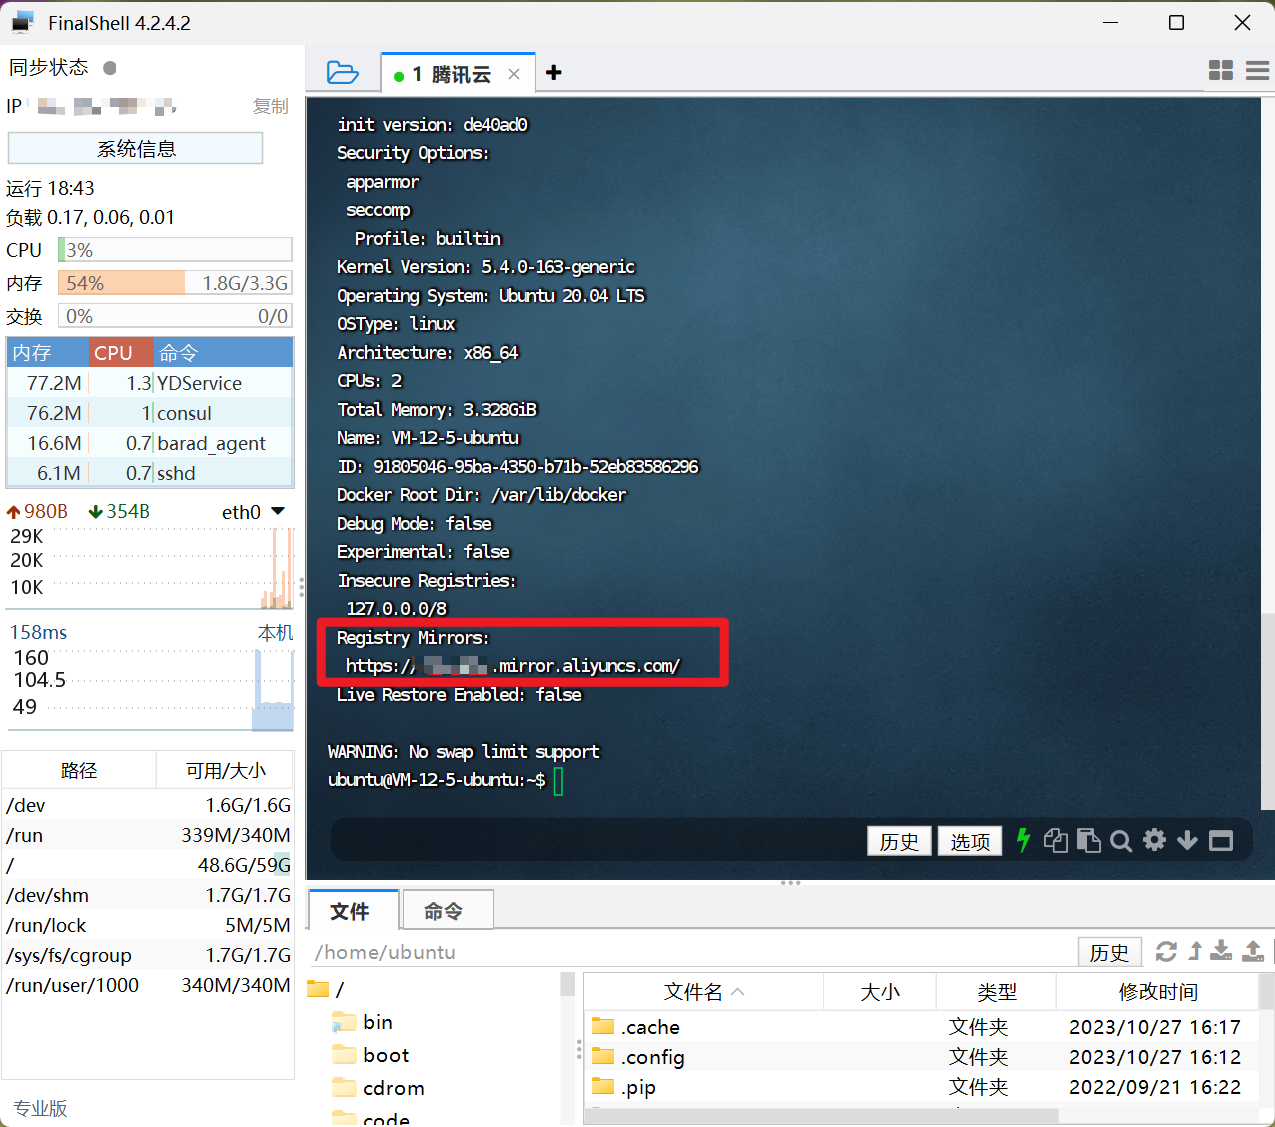 FinalShell 4.2.4.2
同步状态
IP
复制
系统信息
运行 18:43
负载 0.17, 0.06, 0.01
CPU 3%
内存 54% 1.8G/3.3G
交换 0% 0/0
内存 CPU 命令
77.2M 1.3 YDService
76.2M 1 consul
16.6M 0.7 barad_agent
6.1M 0.7 sshd
980B 354B eth0
29K
20K
10K
158ms 本机
160
104.5
49
路径 可用/大小
/dev 1.6G/1.6G
/run 339M/340M
/ 48.6G/59G
/dev/shm 1.7G/1.7G
/run/lock 5M/5M
/sys/fs/cgroup 1.7G/1.7G
/run/user/1000 340M/340M
专业版
1 腾讯云
init version: de40ad0
Security Options:
apparmor
seccomp
Profile: builtin
Kernel Version: 5.4.0-163-generic
Operating System: Ubuntu 20.04 LTS
OSType: linux
Architecture: x86_64
CPUs: 2
Total Memory: 3.328GiB
Name: VM-12-5-ubuntu
ID: 91805046-95ba-4350-b71b-52eb83586296
Docker Root Dir: /var/lib/docker
Debug Mode: false
Experimental: false
Insecure Registries:
127.0.0.0/8
Registry Mirrors:
https:// .mirror.aliyuncs.com/
Live Restore Enabled: false
WARNING: No swap limit support
ubuntu@VM-12-5-ubuntu:~$
历史 选项
文件 命令
/home/ubuntu 历史
/
bin
boot
cdrom
code
文件名 大小 类型 修改时间
.cache 文件夹 2023/10/27 16:17
.config 文件夹 2023/10/27 16:12
.pip 文件夹 2022/09/21 16:22